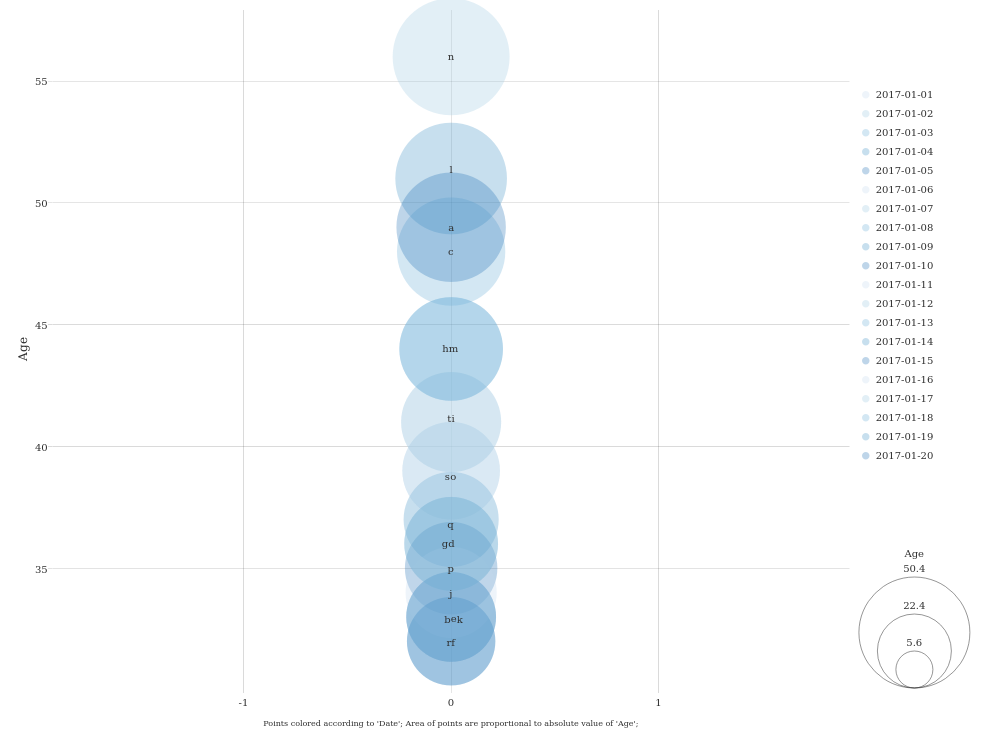 n
55
2017-01-01
2017-01-02
2017-01-03
2017-01-04
2017-01-05
l
2017-01-06
50
2017-01-07
a
2017-01-08
c
2017-01-09
2017-01-10
2017-01-11
2017-01-12
45
2017-01-13
Age
hm
2017-01-14
2017-01-15
2017-01-16
2017-01-17
ti
2017-01-18
2017-01-19
40
2017-01-20
so
q
gd
Age
35
p
50.4
j
22.4
bek
rf
5.6
-1
0
1
Points colored according to 'Date'; Area of points are proportional to absolute value of 'Age';